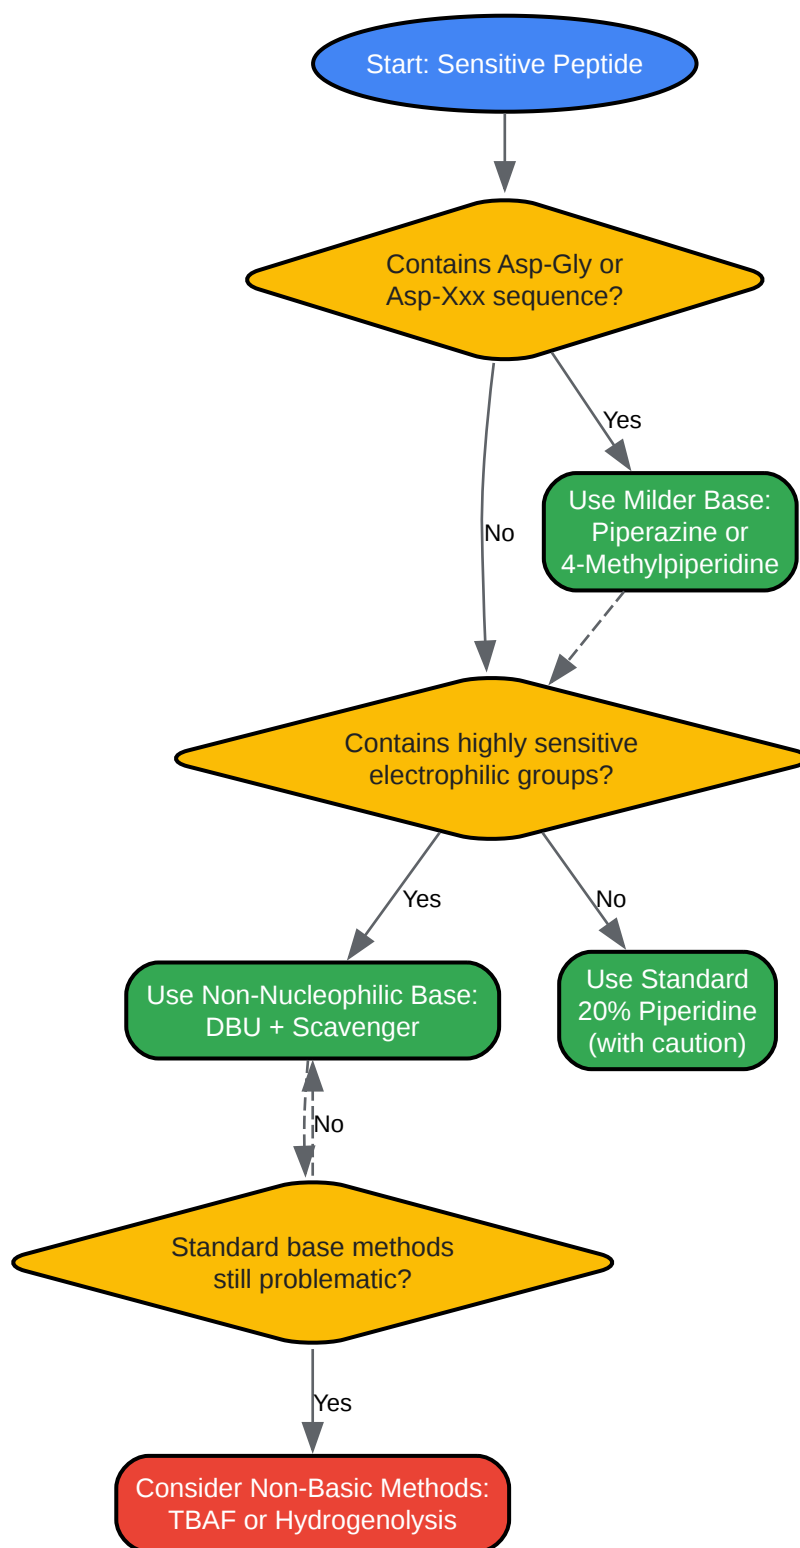 Start: Sensitive Peptide
Contains Asp-Gly or
Asp-Xxx sequence?
Yes
No
Use Milder Base:
Piperazine or
4-Methylpiperidine
Contains highly sensitive
electrophilic groups?
Yes
No
Use Non-Nucleophilic Base:
DBU + Scavenger
Use Standard
20% Piperidine
(with caution)
No
Standard base methods
still problematic?
Yes
Consider Non-Basic Methods:
TBAF or Hydrogenolysis